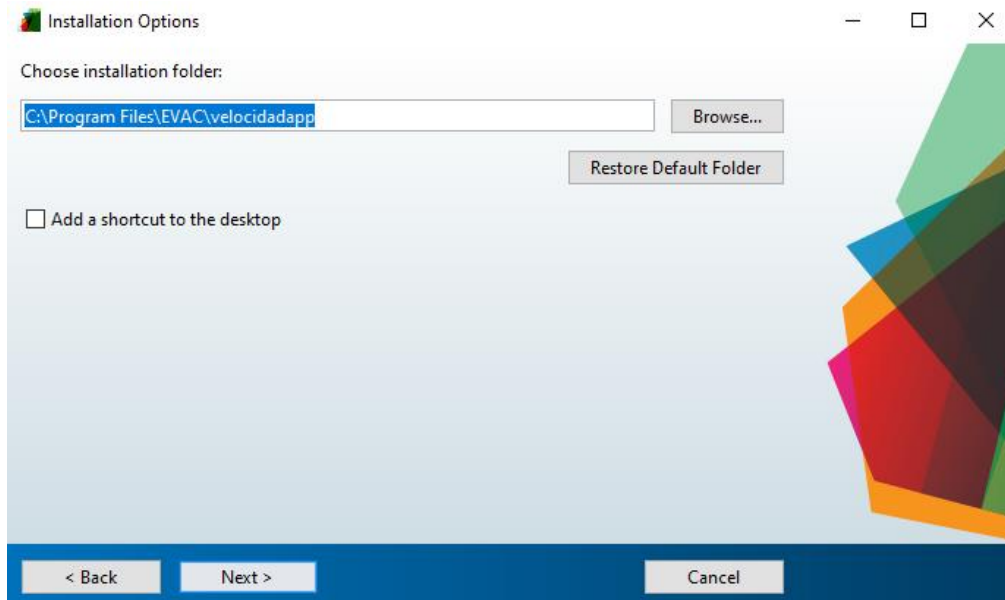 Installation Options
Choose installation folder:
C:\Program Files\EVAC\velocidadapp
Browse...
Restore Default Folder
Add a shortcut to the desktop
< Back
Next >
Cancel